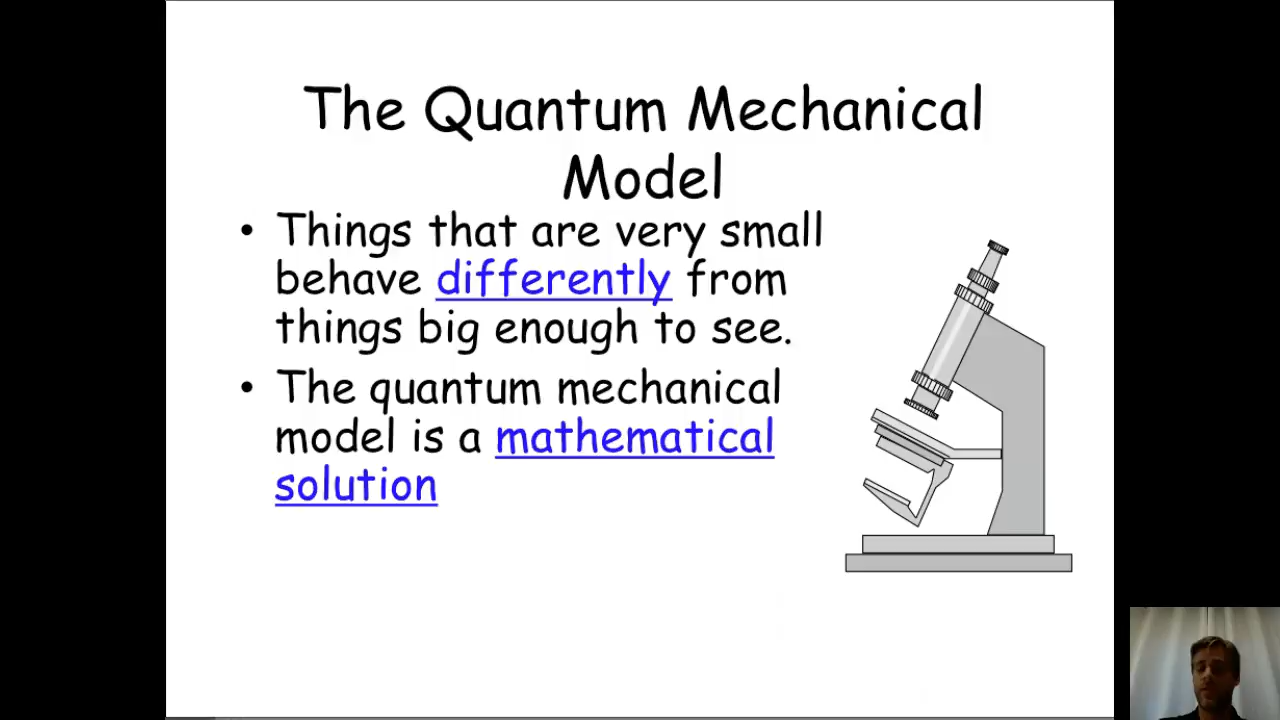 The Quantum Mechanical
Model
• Things that are very small
behave differently from
things big enough to see.
• The quantum mechanical
model is a mathematical
solution